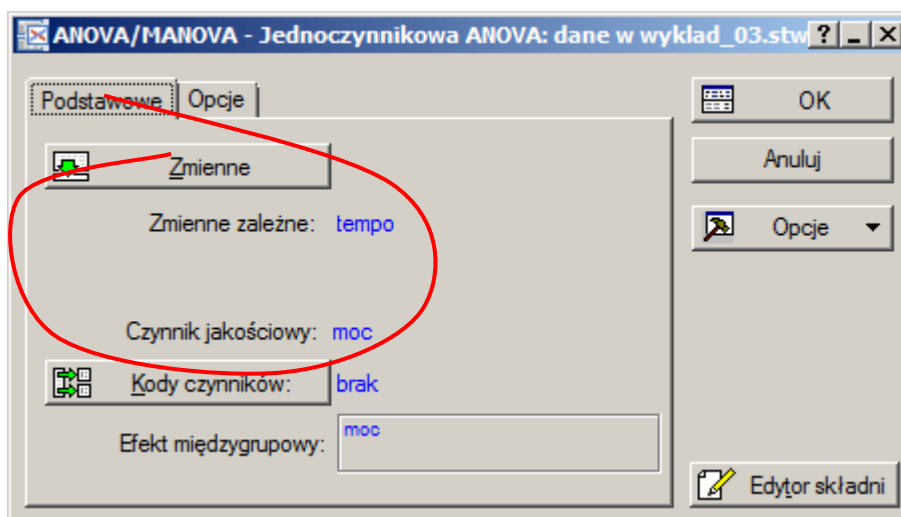 ANOVA/MANOVA - Jednoczynnikowa ANOVA: dane w wyklad_03.stw
Podstawowe Opcje
OK
Zmienne
Anuluj
Zmienne zależne: tempo
Opcje
Czynnik jakościowy: moc
Kody czynników: brak
Efekt międzygrupowy: moc
Edytor składni